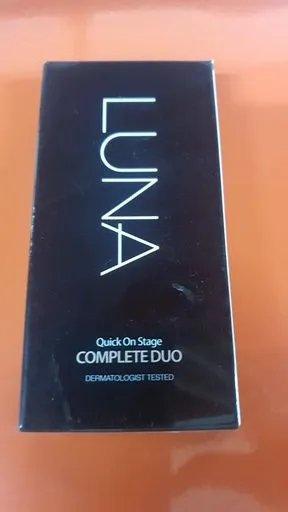 LUNA
Quick On Stage
COMPLETE DUO
DERMATOLOGIST TESTED